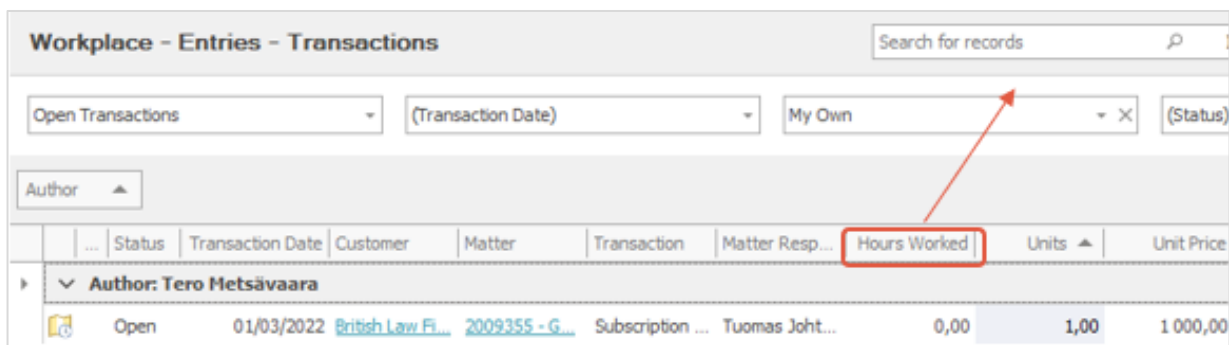 Workplace - Entries - Transactions Search for records
Open Transactions (Transaction Date) My Own (Status)
Author
... Status Transaction Date Customer Matter Transaction Matter Resp... Hours Worked Units Unit Price
Author: Tero Metsävaara
Open 01/03/2022 British Law Fi... 2009355 - G... Subscription ... Tuomas Joht... 0,00 1,00 1 000,00